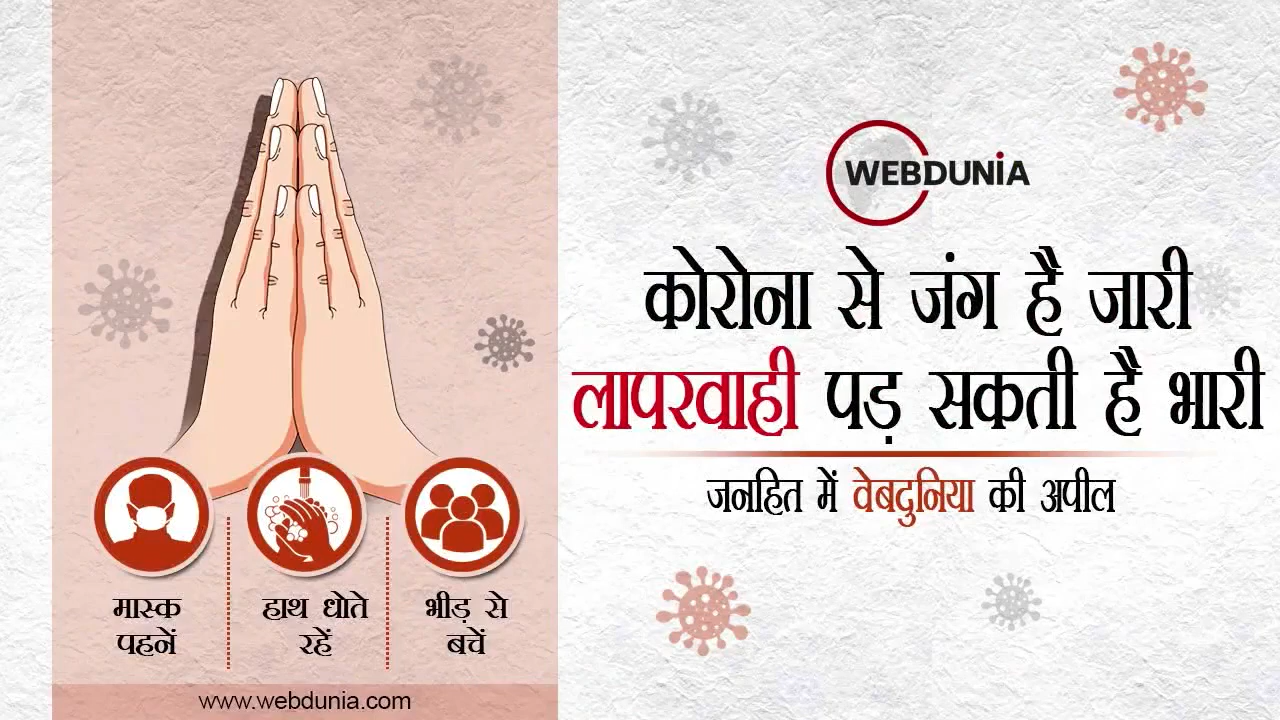 WEBDUNIA
कोरोना से जंग है जारी
लापरवाही पड़ सकती है भारी
जनहित में वेबदुनिया की अपील
मास्क
पहनें
हाथ धोते
रहें
भीड़ से
बचें
www.webdunia.com